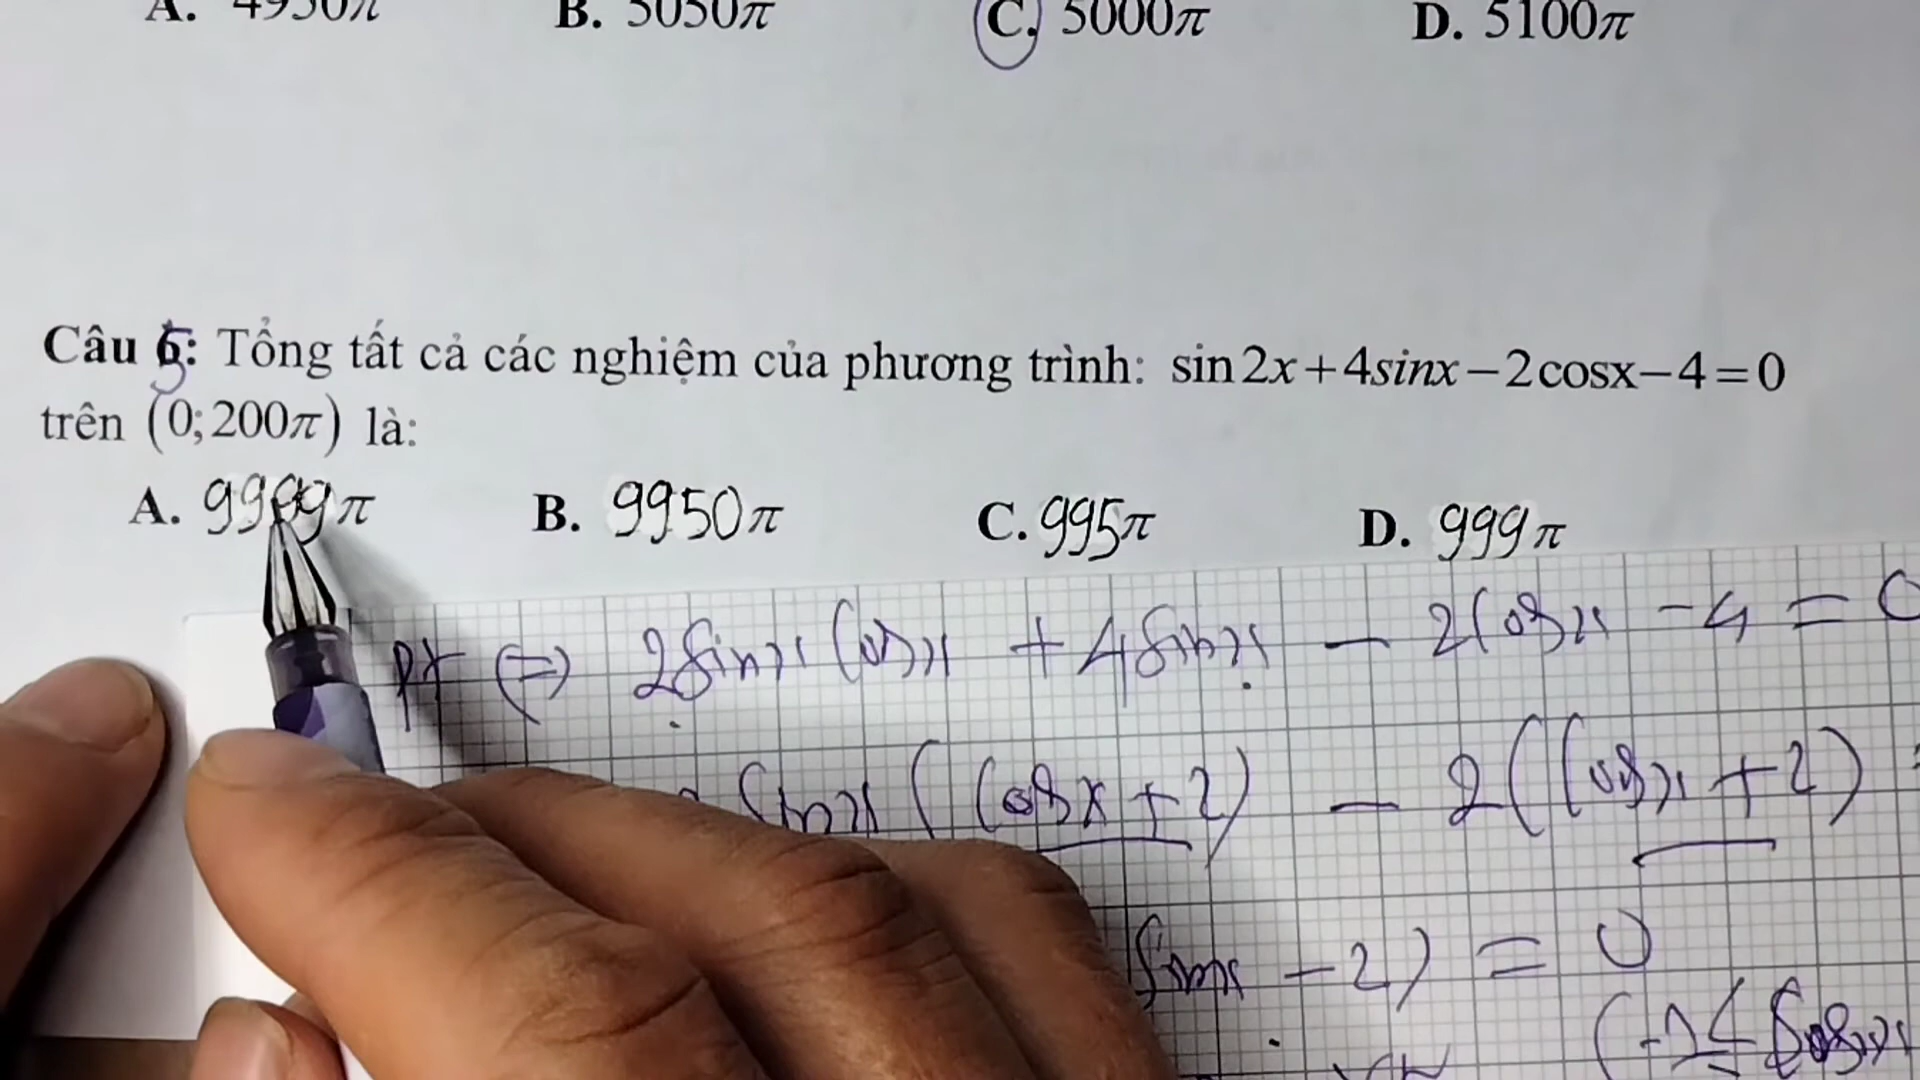 A. 4950π B. 5050π C. 5000π D. 5100π
Câu 5: Tổng tất cả các nghiệm của phương trình: sin2x+4sinx−2cosx−4=0
trên (0;200π) là:
A. 9999π B. 9950π C. 995π D. 999π
pt ⇔ 2sinx cosx + 4sinx − 2cosx − 4 = 0
sinx (cosx + 2) − 2(cosx + 2)
sinx − 2) = 0
(−1 ≤ cosx